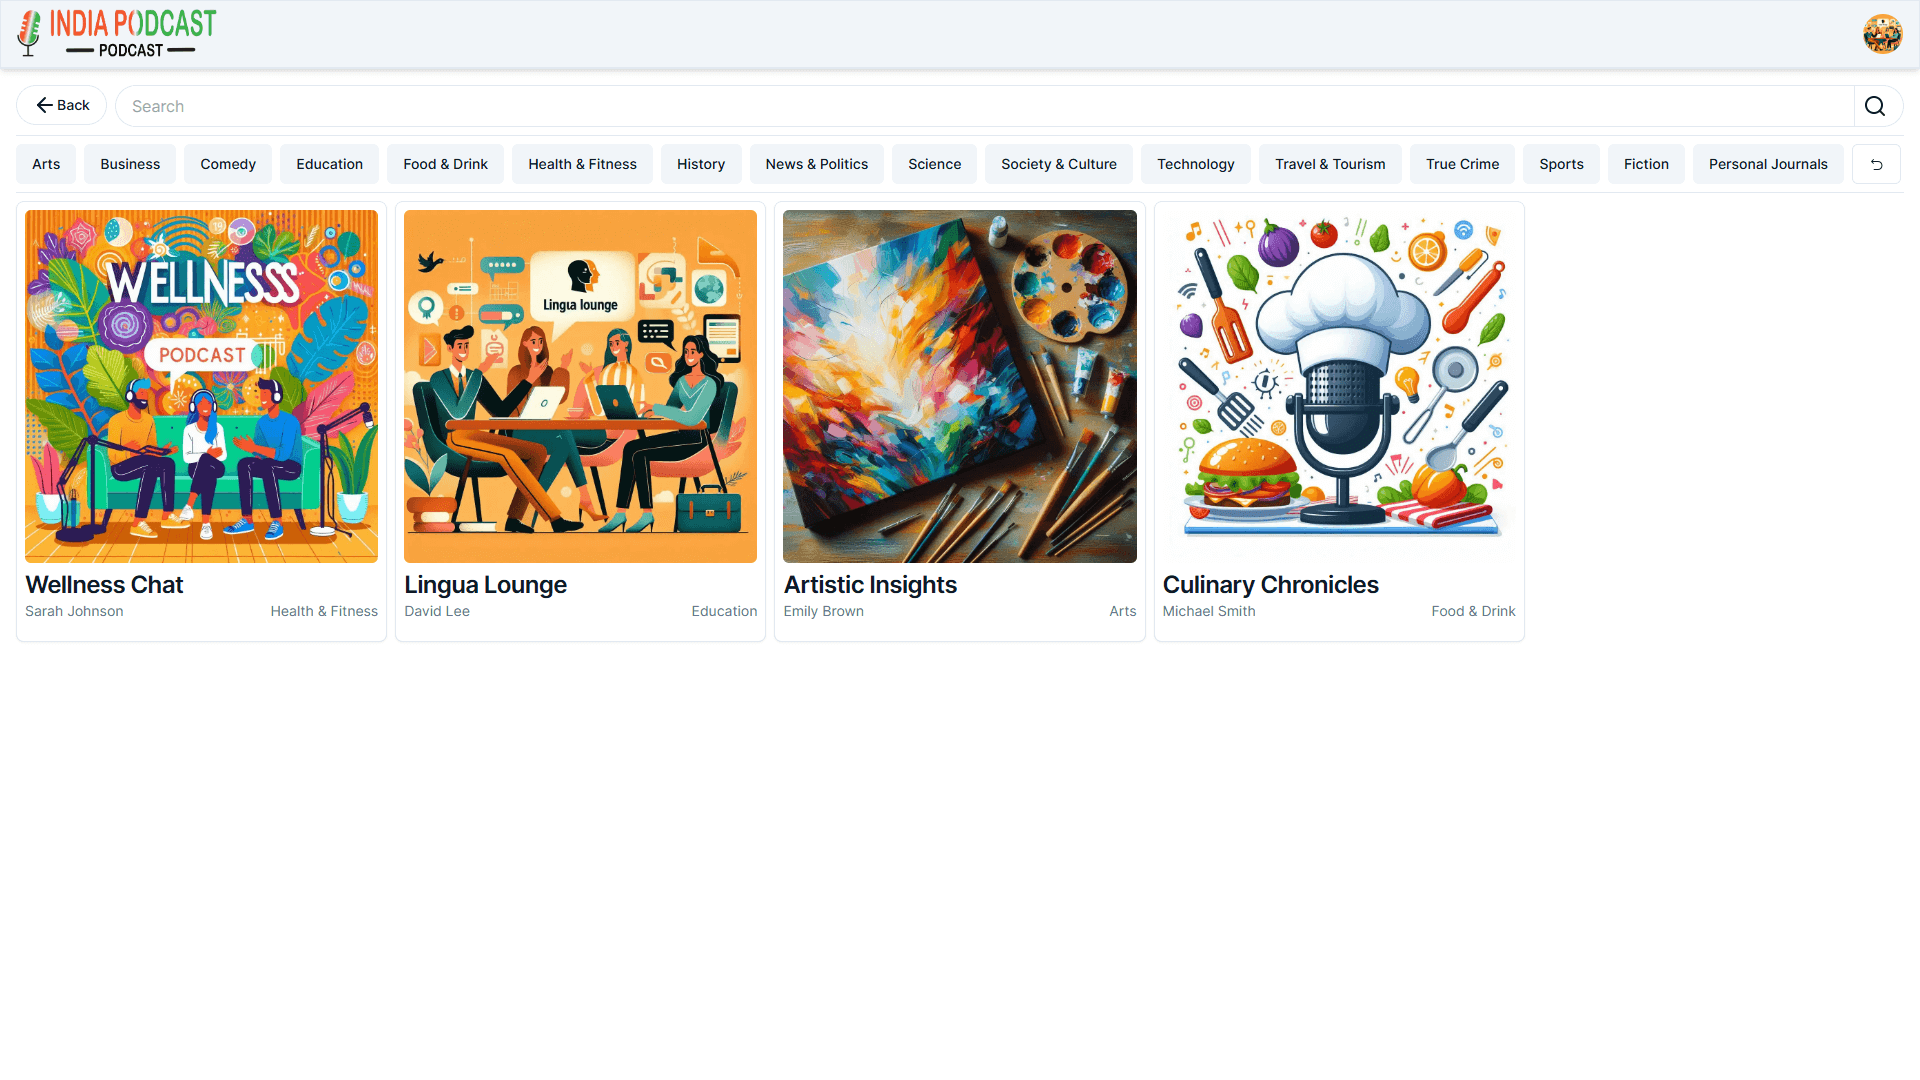 INDIA PODCAST
PODCAST
Back
Search
Arts
Business
Comedy
Education
Food & Drink
Health & Fitness
History
News & Politics
Science
Society & Culture
Technology
Travel & Tourism
True Crime
Sports
Fiction
Personal Journals
WELLNESSS
PODCAST
Lingua lounge
Wellness Chat
Sarah Johnson
Health & Fitness
Lingua Lounge
David Lee
Education
Artistic Insights
Emily Brown
Arts
Culinary Chronicles
Michael Smith
Food & Drink